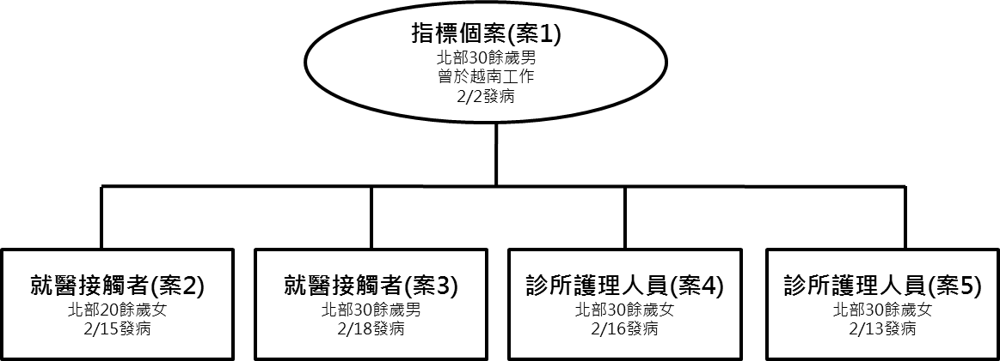 指標個案(案1)
北部30餘歲男
曾於越南工作
2/2發病
就醫接觸者(案2)
北部20餘歲女
2/15發病
就醫接觸者(案3)
北部30餘歲男
2/18發病
診所護理人員(案4)
北部30餘歲女
2/16發病
診所護理人員(案5)
北部30餘歲女
2/13發病